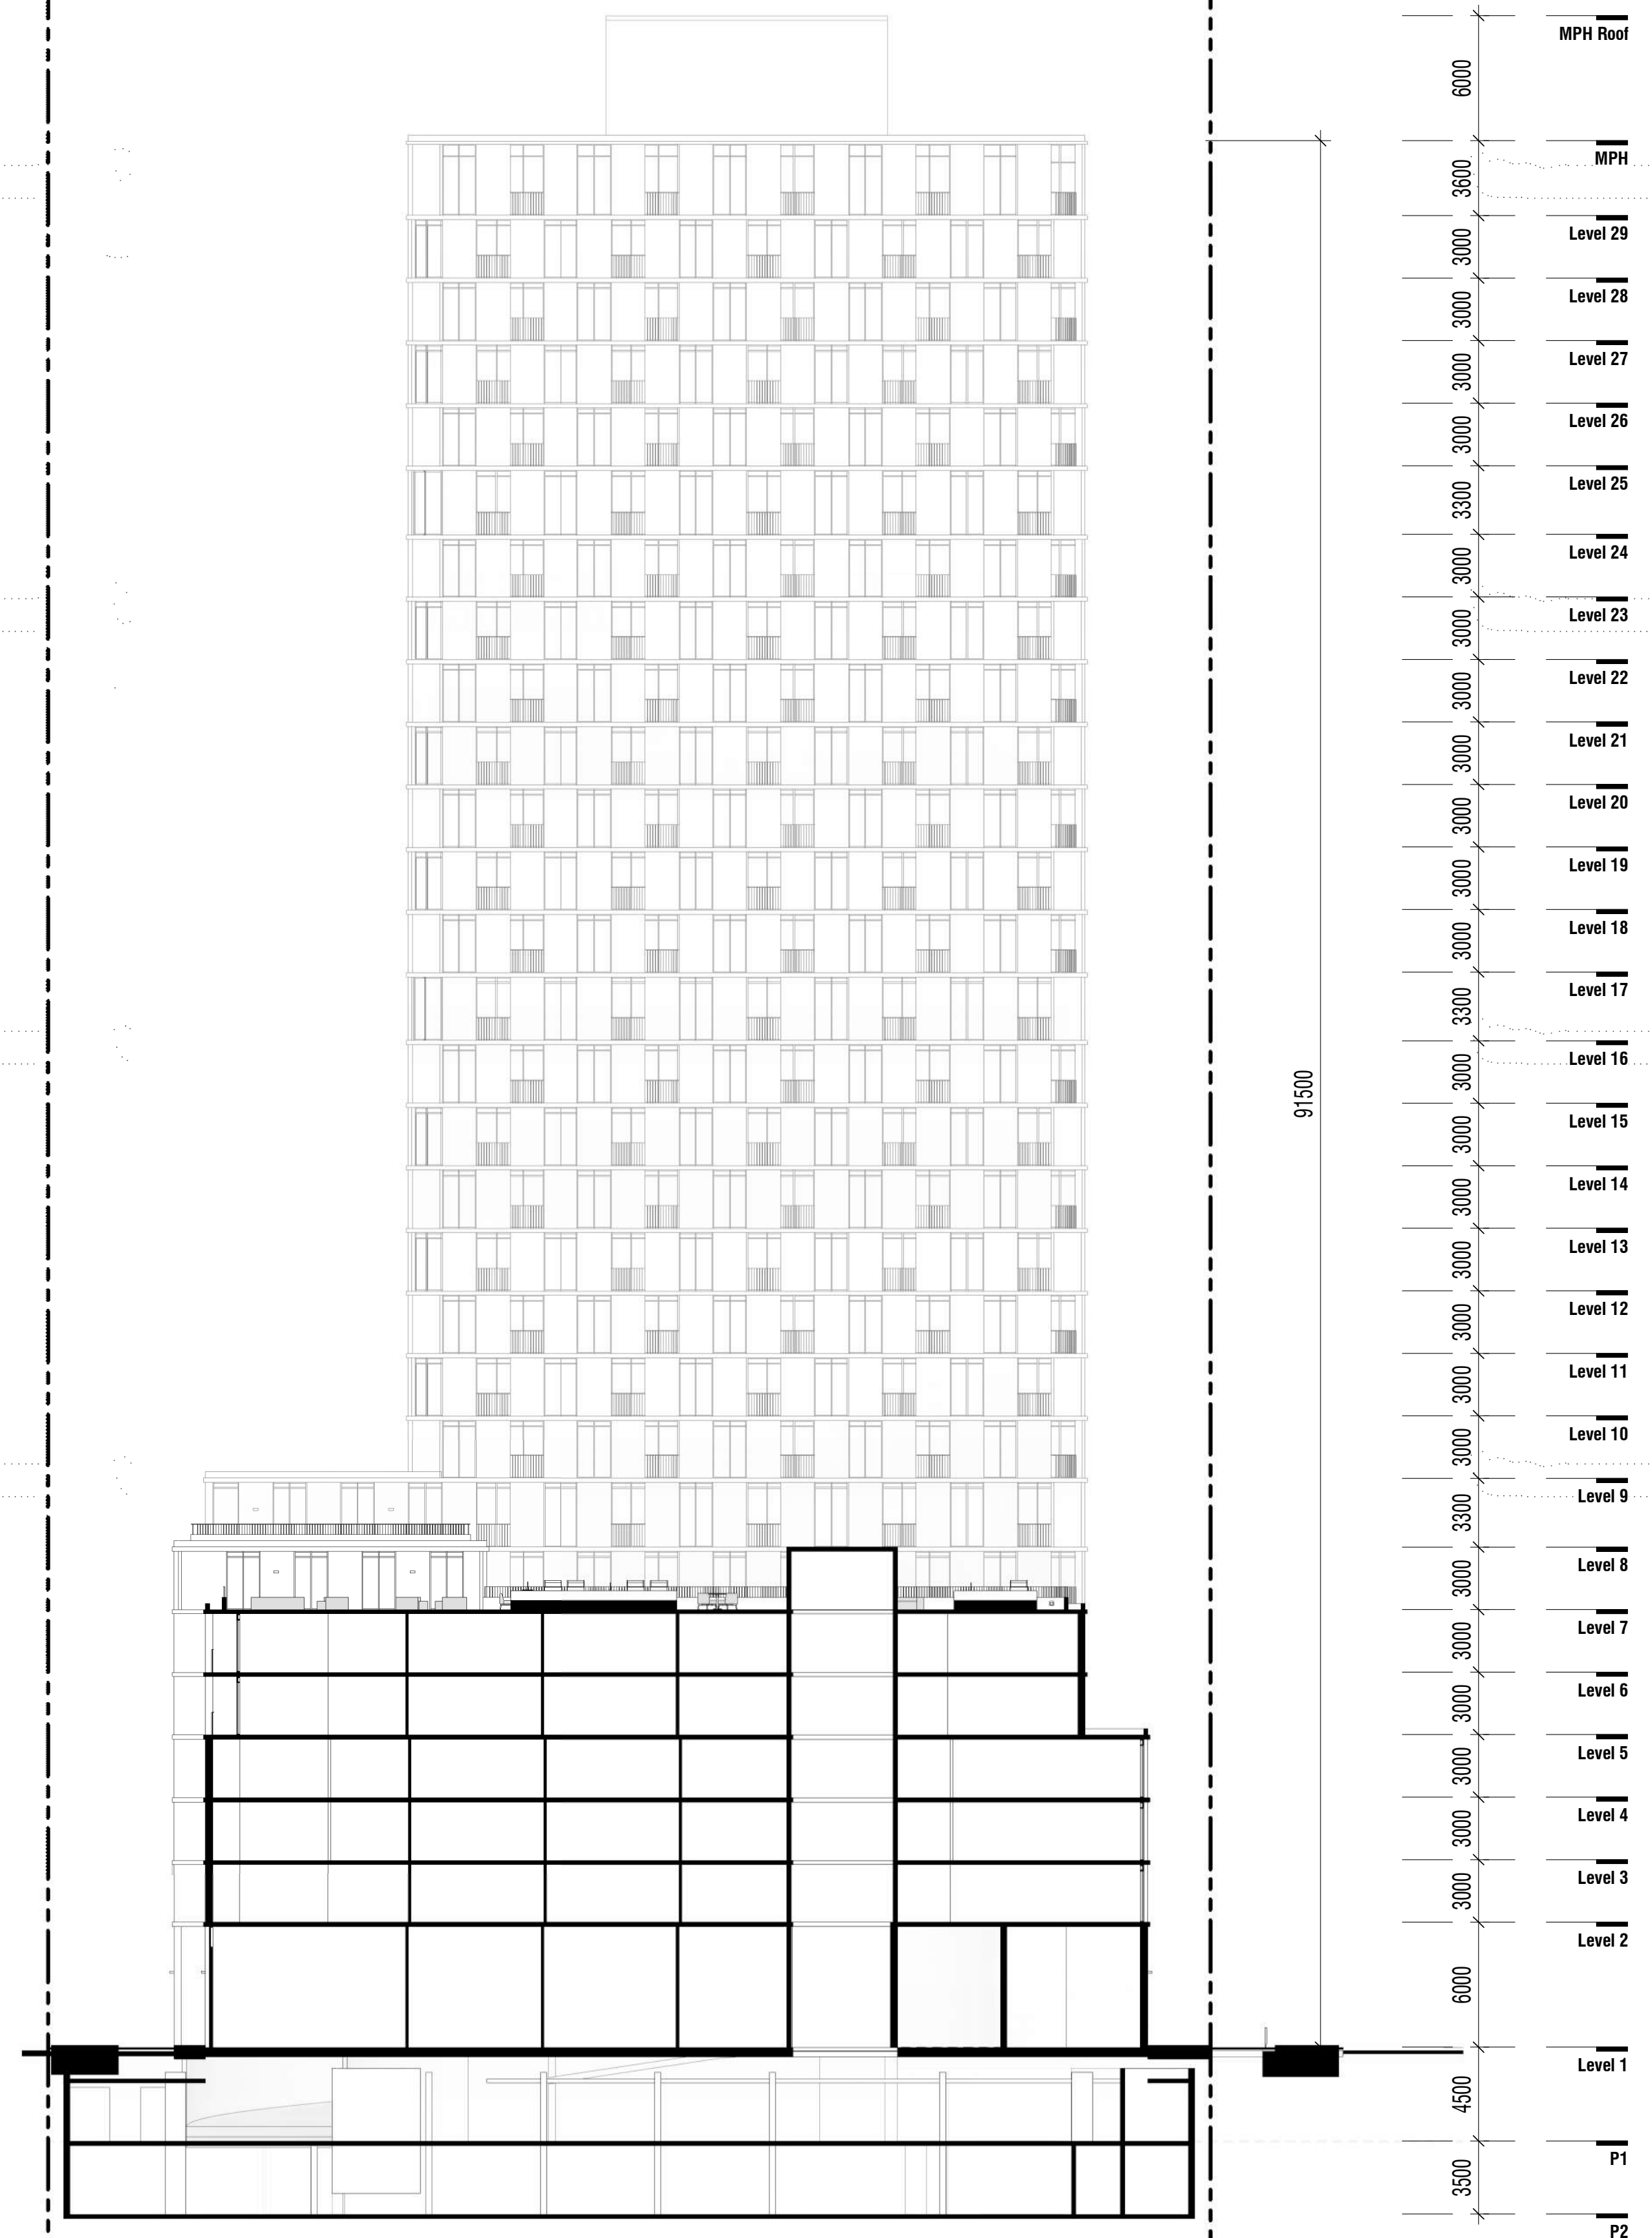 MPH Roof
6000
MPH
3600
Level 29
3000
Level 28
3000
Level 27
3000
Level 26
3000
Level 25
3300
Level 24
3000
Level 23
3000
Level 22
3000
Level 21
3000
Level 20
3000
Level 19
3000
Level 18
3000
Level 17
3300
Level 16
3000
91500
Level 15
3000
Level 14
3000
Level 13
3000
Level 12
3000
Level 11
3000
Level 10
3000
Level 9
3300
Level 8
3000
Level 7
3000
Level 6
3000
Level 5
3000
Level 4
3000
Level 3
3000
Level 2
6000
Level 1
4500
P1
3500
P2